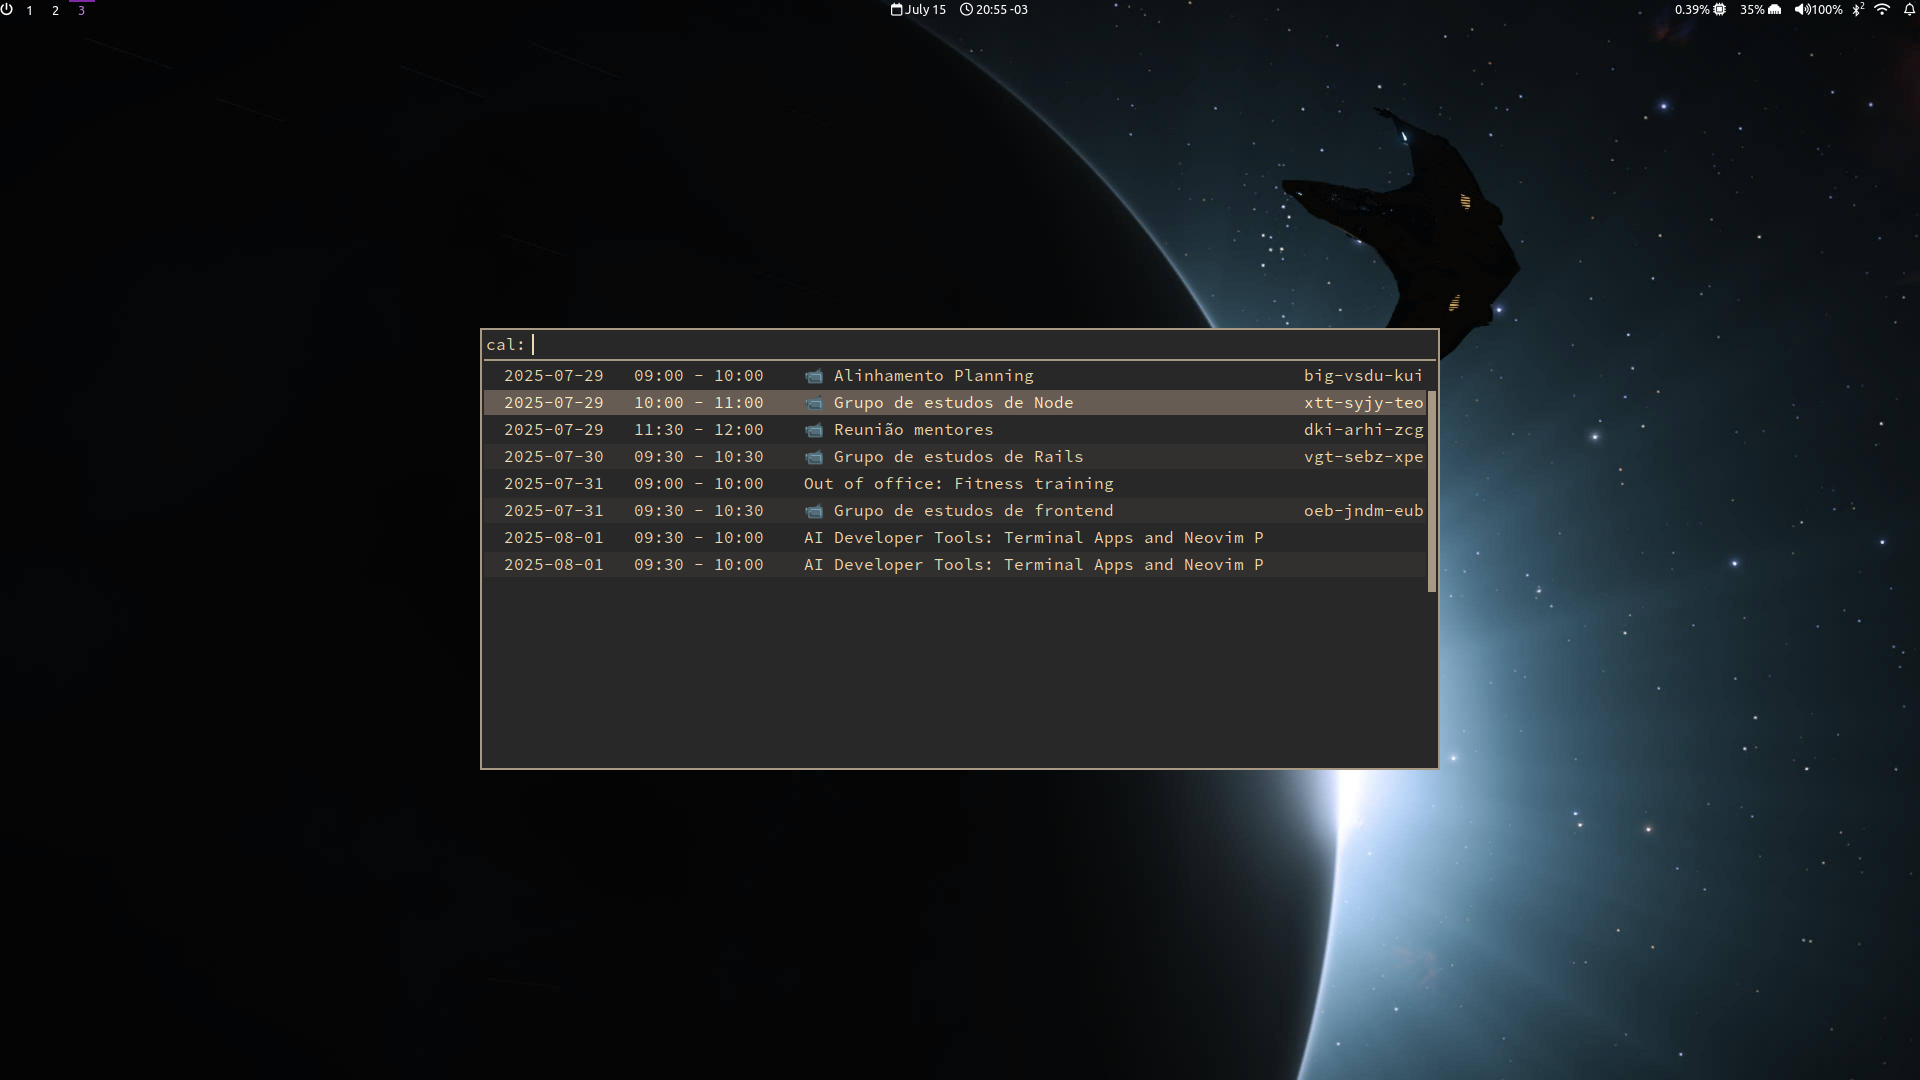 1 2 3 July 15 20:55 -03 0.39% 35% 100% 2
cal:
2025-07-29 09:00 - 10:00 Alinhamento Planning big-vsdu-kui
2025-07-29 10:00 - 11:00 Grupo de estudos de Node xtt-syjy-teo
2025-07-29 11:30 - 12:00 Reunião mentores dki-arhi-zcg
2025-07-30 09:30 - 10:30 Grupo de estudos de Rails vgt-sebz-xpe
2025-07-31 09:00 - 10:00 Out of office: Fitness training
2025-07-31 09:30 - 10:30 Grupo de estudos de frontend oeb-jndm-eub
2025-08-01 09:30 - 10:00 AI Developer Tools: Terminal Apps and Neovim P
2025-08-01 09:30 - 10:00 AI Developer Tools: Terminal Apps and Neovim P